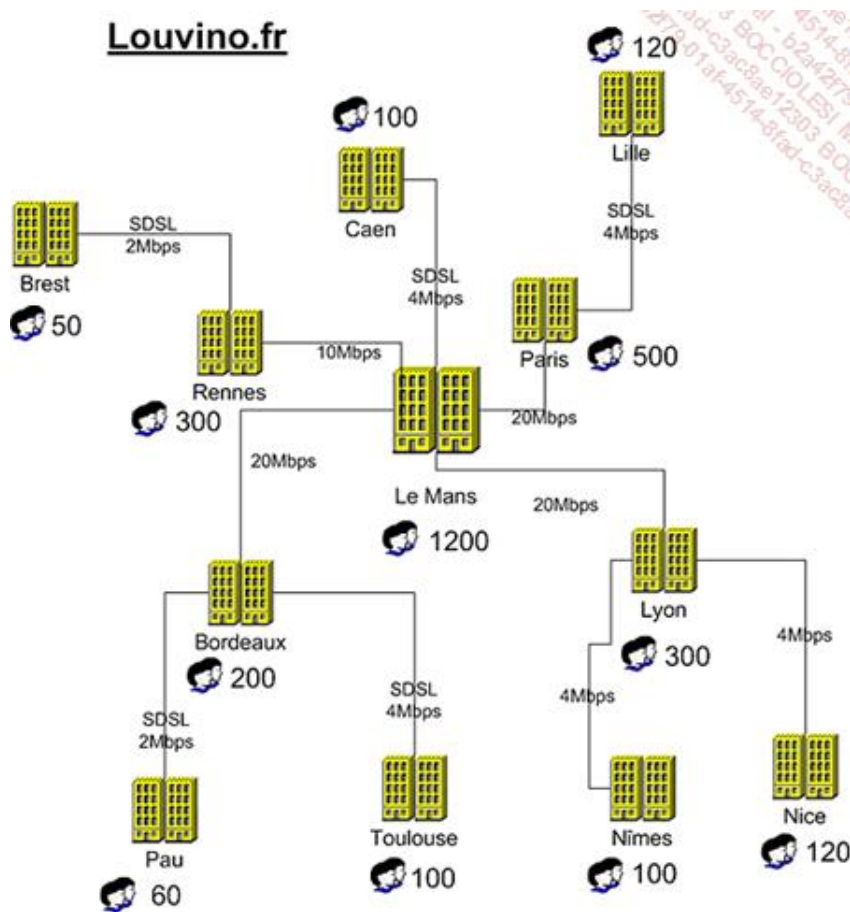 Louvino.fr
120
Lille
100
Caen
SDSL
4Mbps
SDSL
2Mbps
Brest
50
SDSL
4Mbps
Paris
500
10Mbps
Rennes
300
20Mbps
20Mbps
Le Mans
1200
20Mbps
Bordeaux
200
Lyon
300
4Mbps
4Mbps
SDSL
2Mbps
SDSL
4Mbps
Pau
60
Toulouse
100
Nîmes
100
Nice
120